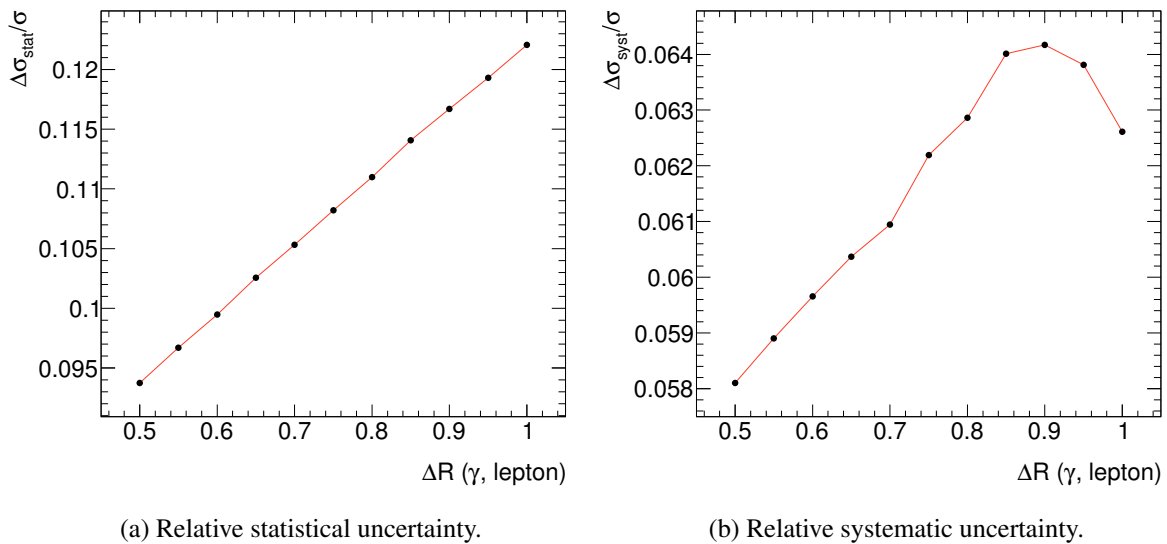 Δσstat/σ
0.12
0.115
0.11
0.105
0.1
0.095
0.5 0.6 0.7 0.8 0.9 1
ΔR (γ, lepton)
(a) Relative statistical uncertainty.
Δσsyst/σ
0.064
0.063
0.062
0.061
0.06
0.059
0.058
0.5 0.6 0.7 0.8 0.9 1
ΔR (γ, lepton)
(b) Relative systematic uncertainty.